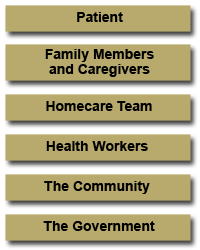 Patient
Family Members
and Caregivers
Homecare Team
Health Workers
The Community
The Government